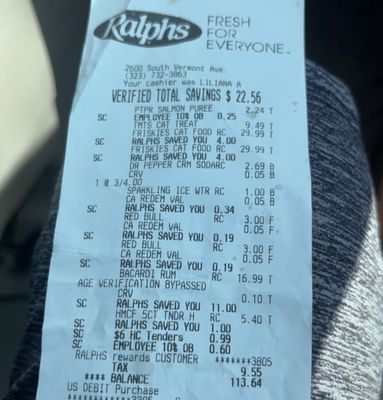 Ralphs
FRESH
FOR
EVERYONE™
2600 South Vermont Ave.
(323) 732-3863
Your cashier was LILIANA A
VERIFIED TOTAL SAVINGS $ 22.56
PTPR SALMON PUREE 2.24 T
SC EMPLOYEE 10% OB 0.25
TMTS CAT TREAT 9.49 T
FRISKIES CAT FOOD RC 29.99 T
SC RALPHS SAVED YOU 4.00
FRISKIES CAT FOOD RC 29.99 T
SC RALPHS SAVED YOU 4.00
DR PEPPER CRM SODARC 2.69 B
CRV 0.05 B
1 @ 3/4.00
SPARKLING ICE WTR RC 1.00 B
CA REDEM VAL 0.05 B
SC RALPHS SAVED YOU 0.34
RED BULL RC 3.00 F
CA REDEM VAL 0.05 F
SC RALPHS SAVED YOU 0.19
RED BULL RC 3.00 F
CA REDEM VAL 0.05 F
SC RALPHS SAVED YOU 0.19
BACARDI RUM RC 16.99 T
AGE VERIFICATION BYPASSED
CRV 0.10 T
SC RALPHS SAVED YOU 11.00
HMCF 5CT TNDR H RC 5.40 T
SC RALPHS SAVED YOU 1.00
SC $6 HC Tenders 0.99
SC EMPLOYEE 10% OB 0.60
RALPHS rewards CUSTOMER *******3805
TAX 9.55
**** BALANCE 113.64
US DEBIT Purchase